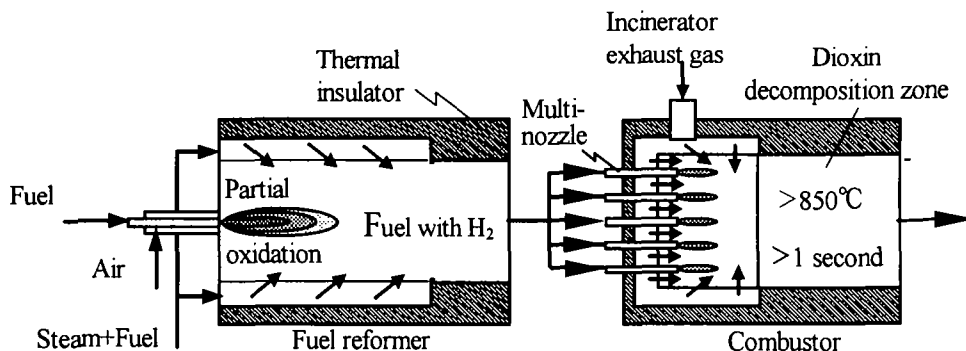 Thermal
insulator
Fuel
Partial
oxidation
Fuel with H₂
Air
Steam+Fuel
Fuel reformer
Incinerator
exhaust gas
Multi-
nozzle
Dioxin
decomposition zone
>850℃
>1 second
Combustor